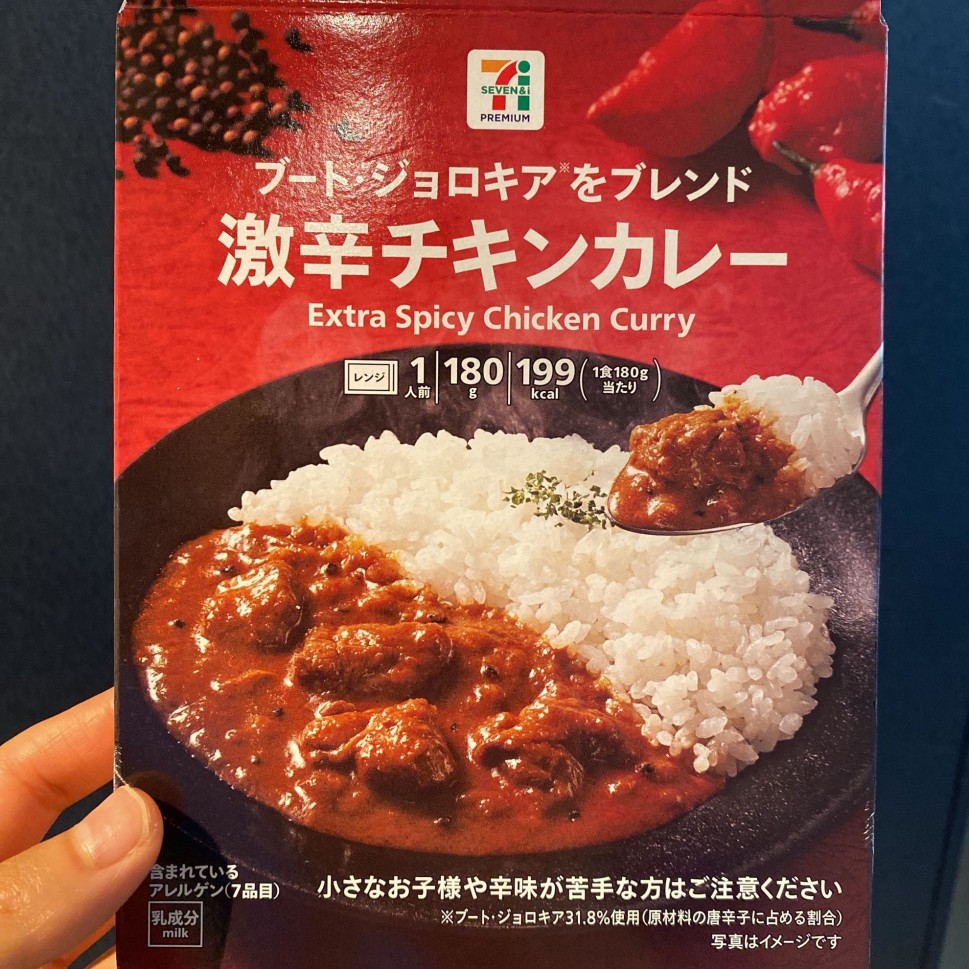 SEVEN&i
PREMIUM
ブート・ジョロキア※をブレンド
激辛チキンカレー
Extra Spicy Chicken Curry
レンジ 1人前 180g 199kcal (1食180g当たり)
含まれている
アレルゲン(7品目)
乳成分
milk
小さなお子様や辛味が苦手な方はご注意ください
※ブート・ジョロキア31.8%使用(原材料の唐辛子に占める割合)
写真はイメージです